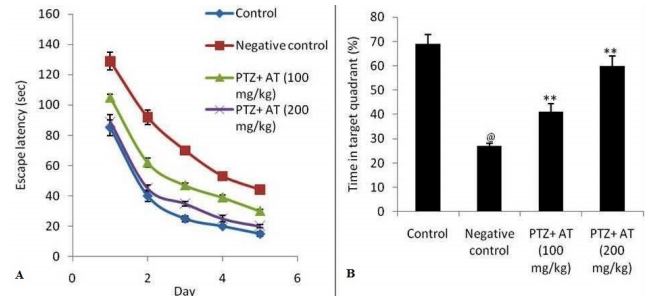 160
140
120
100
80
60
40
20
0
0
2
4
6
Escape latency (sec)
Day
A
Control
Negative control
PTZ+ AT (100
mg/kg)
PTZ+ AT (200
mg/kg)
80
70
60
50
40
30
20
10
0
Time in target quadrant (%)
@
**
**
Control
Negative
control
PTZ+ AT
(100
mg/kg)
PTZ+ AT
(200
mg/kg)
B